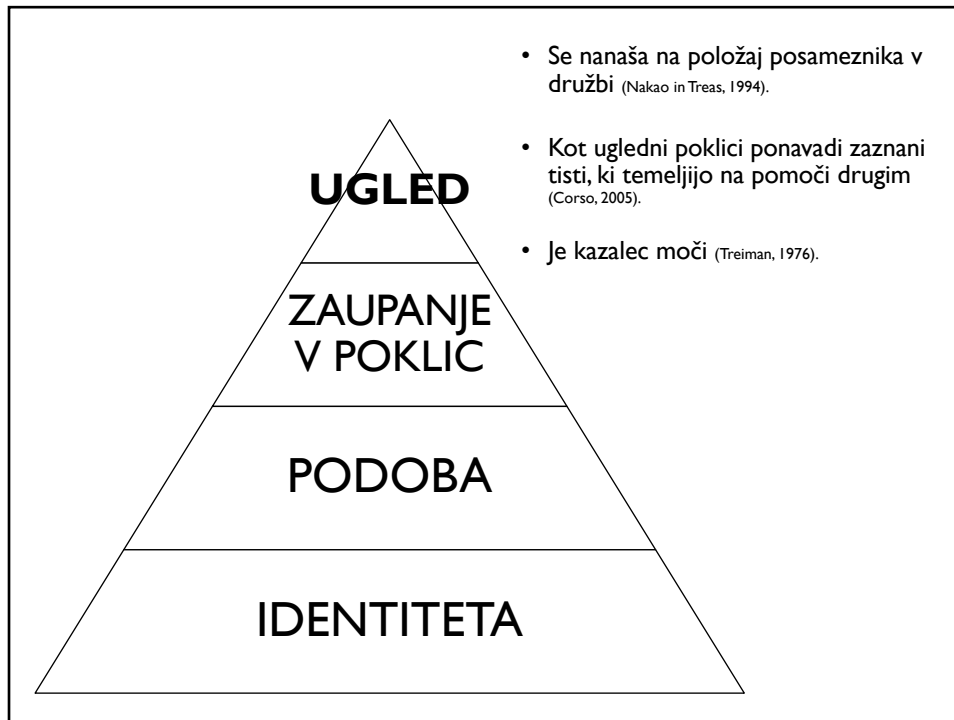 • Se nanaša na položaj posameznika v
družbi (Nakao in Treas, 1994).
• Kot ugledni poklici ponavadi zaznani
tisti, ki temeljijo na pomoči drugim
(Corso, 2005).
• Je kazalec moči (Treiman, 1976).
UGLED
ZAUPANJE
V POKLIC
PODOBA
IDENTITETA